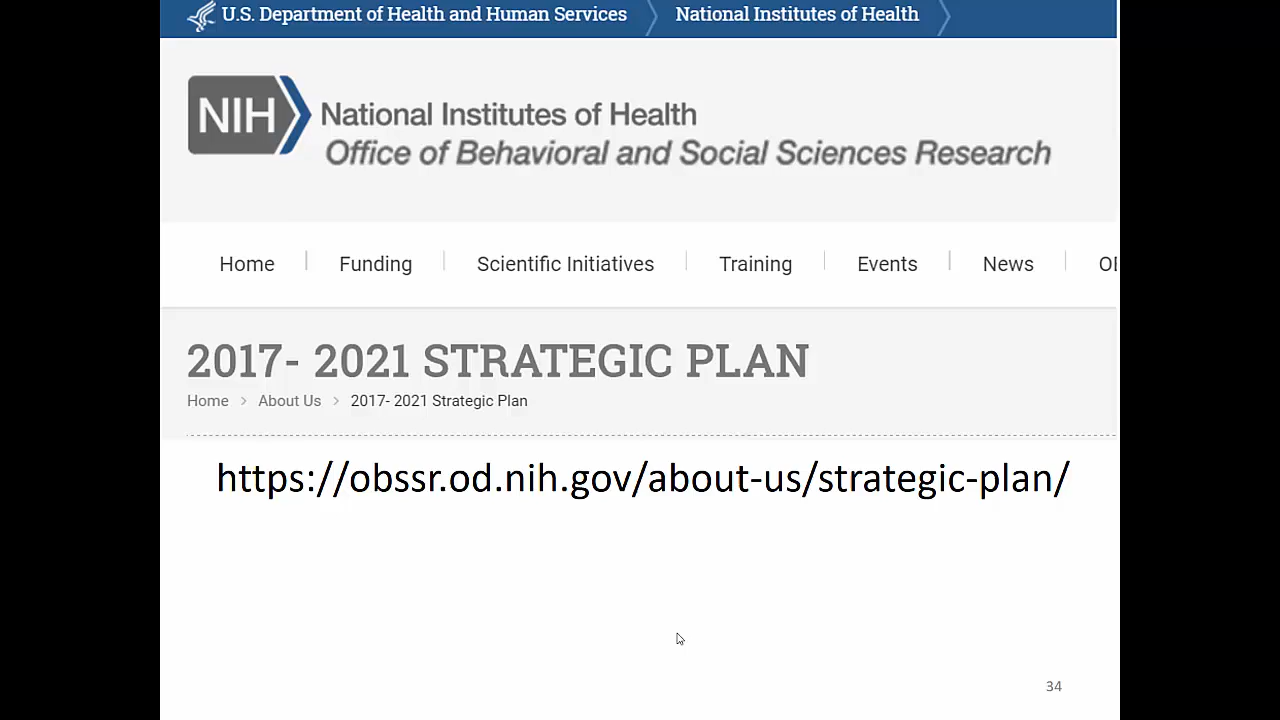 U.S. Department of Health and Human Services National Institutes of Health
NIH National Institutes of Health
Office of Behavioral and Social Sciences Research
Home Funding Scientific Initiatives Training Events News
2017- 2021 STRATEGIC PLAN
Home > About Us > 2017- 2021 Strategic Plan
https://obssr.od.nih.gov/about-us/strategic-plan/
34